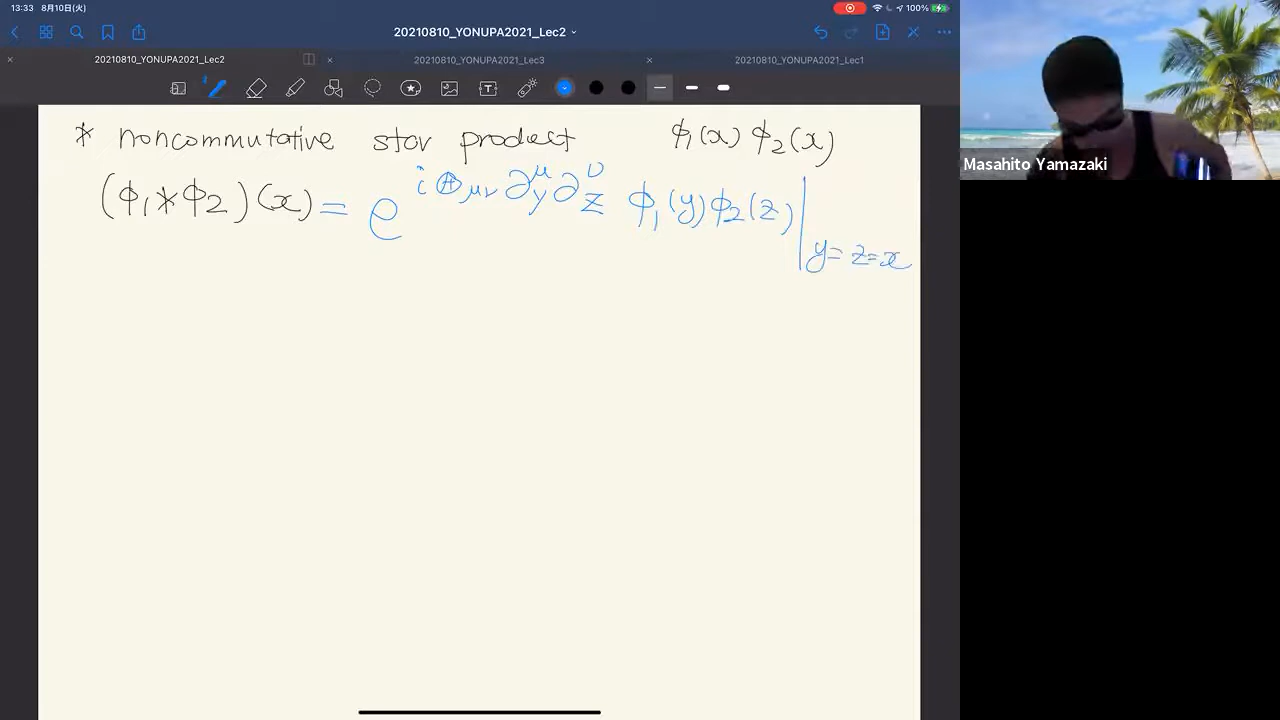 13:33 8月10日(火) 100%
20210810_YONUPA2021_Lec2
20210810_YONUPA2021_Lec2 20210810_YONUPA2021_Lec3 20210810_YONUPA2021_Lec1
* noncommutative star product ϕ₁(x) ϕ₂(x)
(ϕ₁*ϕ₂)(x) = e^{iΘ_{μν} ∂_y^μ ∂_z^ν} ϕ₁(y)ϕ₂(z)|_{y=z=x}
Masahito Yamazaki